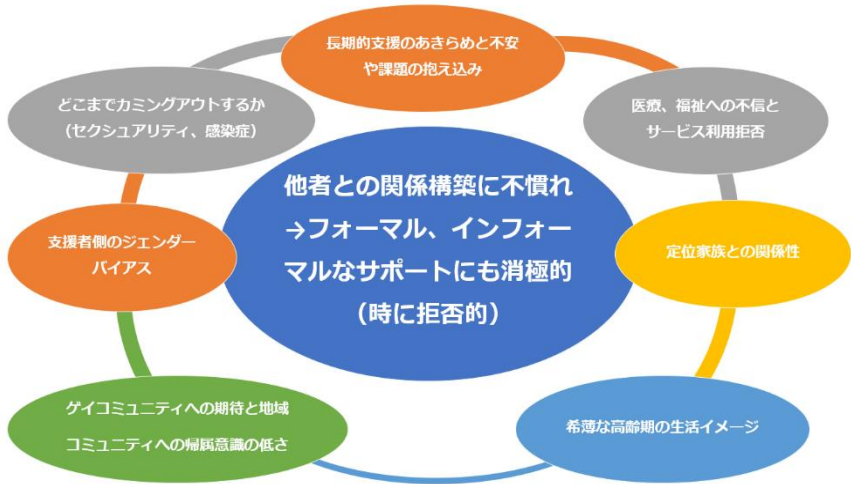 長期的支援のあきらめと不安
や課題の抱え込み
どこまでカミングアウトするか
（セクシュアリティ、感染症）
医療、福祉への不信と
サービス利用拒否
他者との関係構築に不慣れ
→フォーマル、インフォー
マルなサポートにも消極的
（時に拒否的）
支援者側のジェンダー
バイアス
定位家族との関係性
ゲイコミュニティへの期待と地域
コミュニティへの帰属意識の低さ
希薄な高齢期の生活イメージ